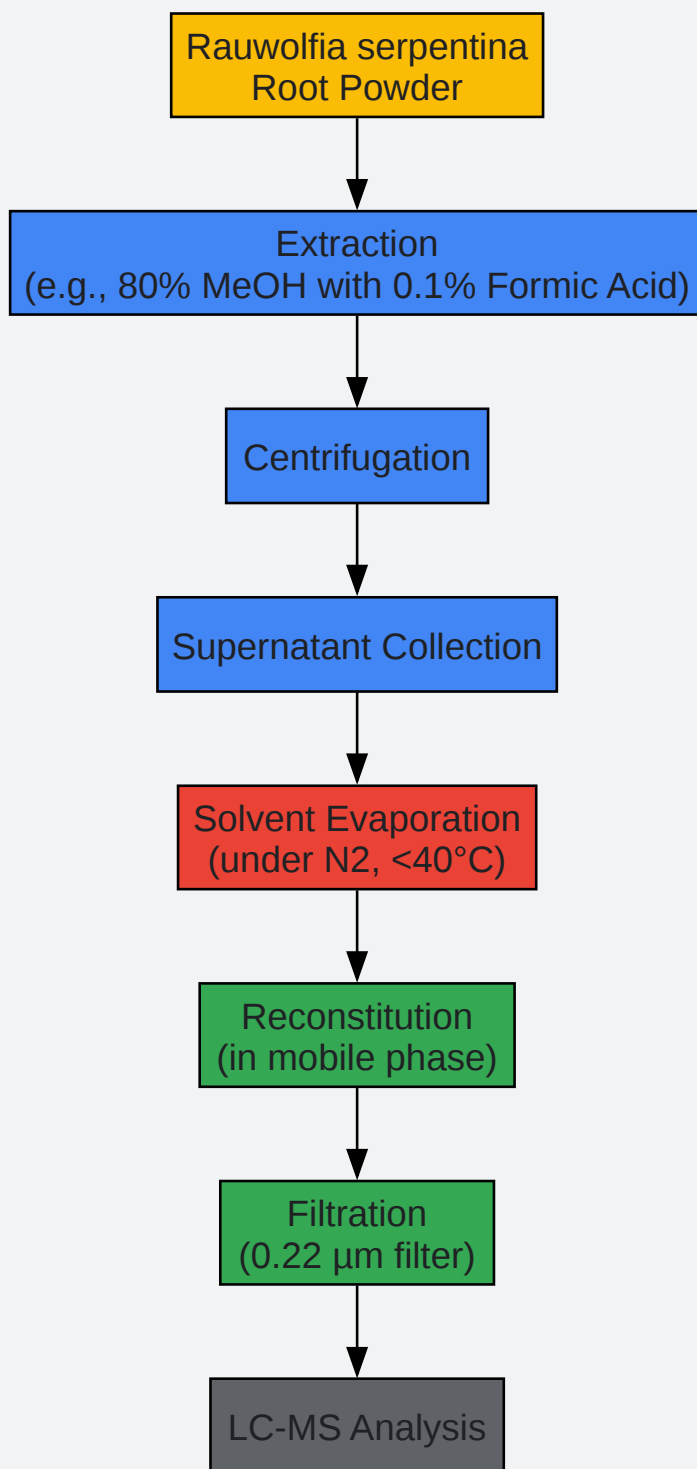 Rauwolfia serpentina
Root Powder
Extraction
(e.g., 80% MeOH with 0.1% Formic Acid)
Centrifugation
Supernatant Collection
Solvent Evaporation
(under N2, <40°C)
Reconstitution
(in mobile phase)
Filtration
(0.22 µm filter)
LC-MS Analysis